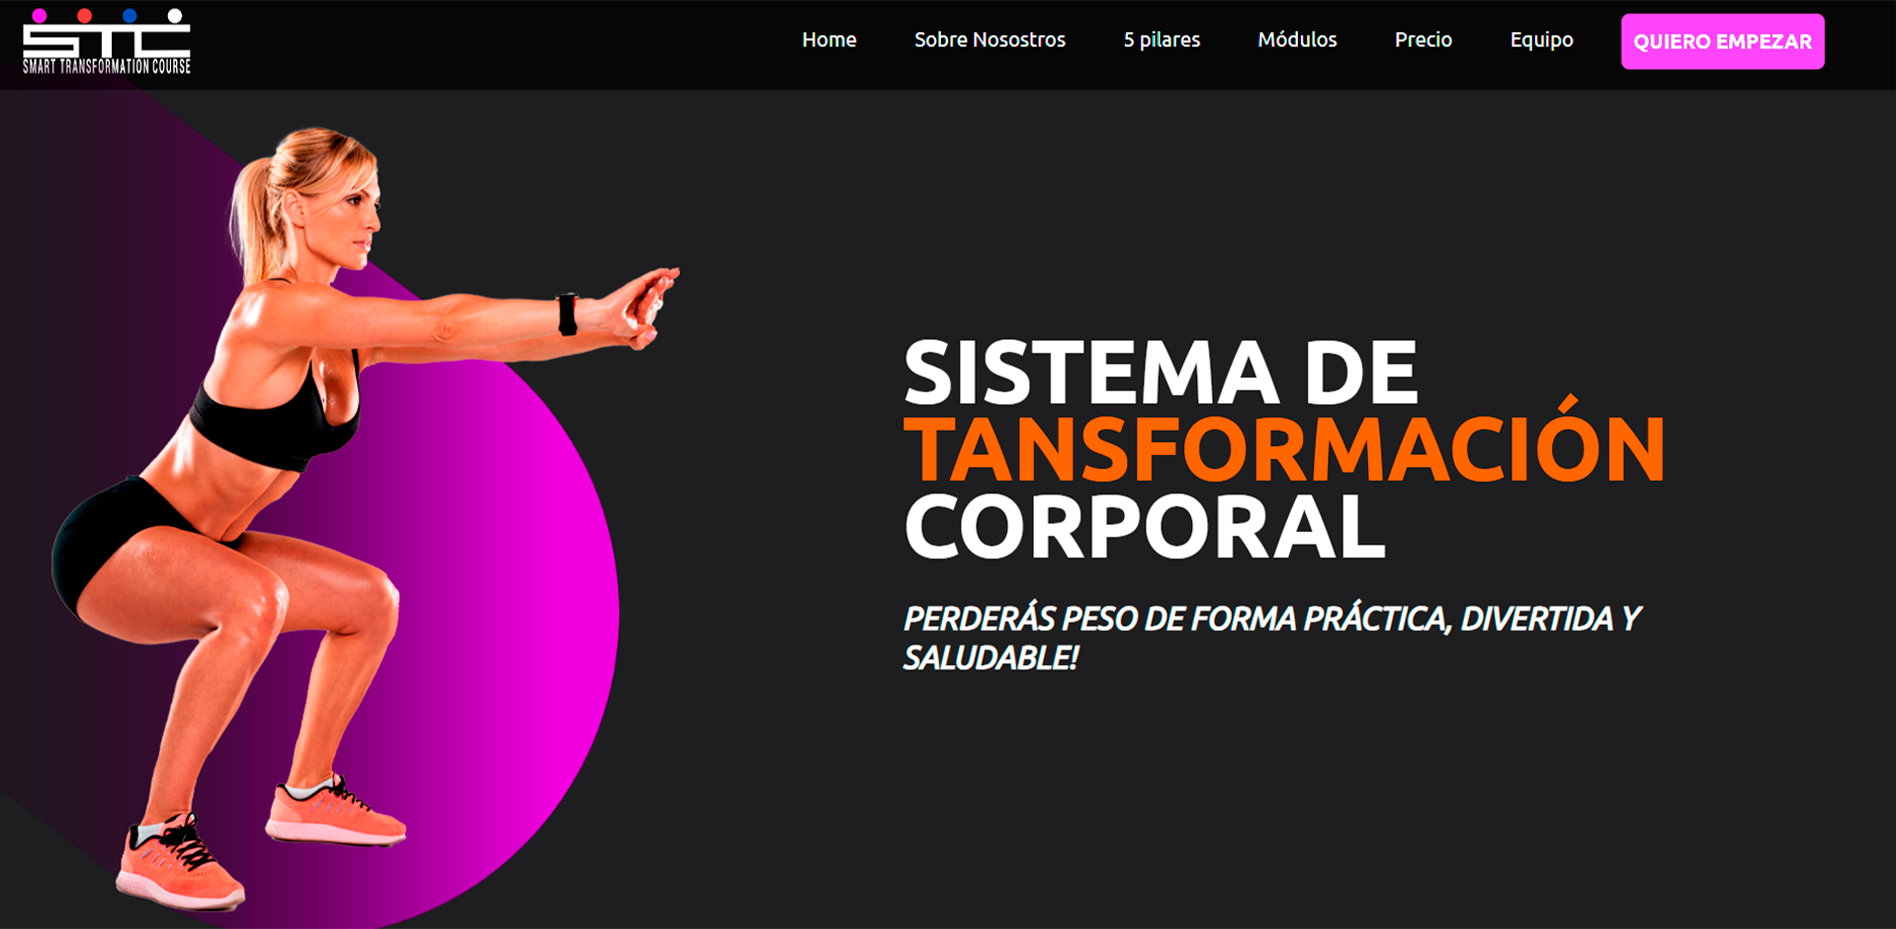 STC
SMART TRANSFORMATION COURSE
Home
Sobre Nosostros
5 pilares
Módulos
Precio
Equipo
QUIERO EMPEZAR
SISTEMA DE
TANSFORMACIÓN
CORPORAL
PERDERÁS PESO DE FORMA PRÁCTICA, DIVERTIDA Y
SALUDABLE!